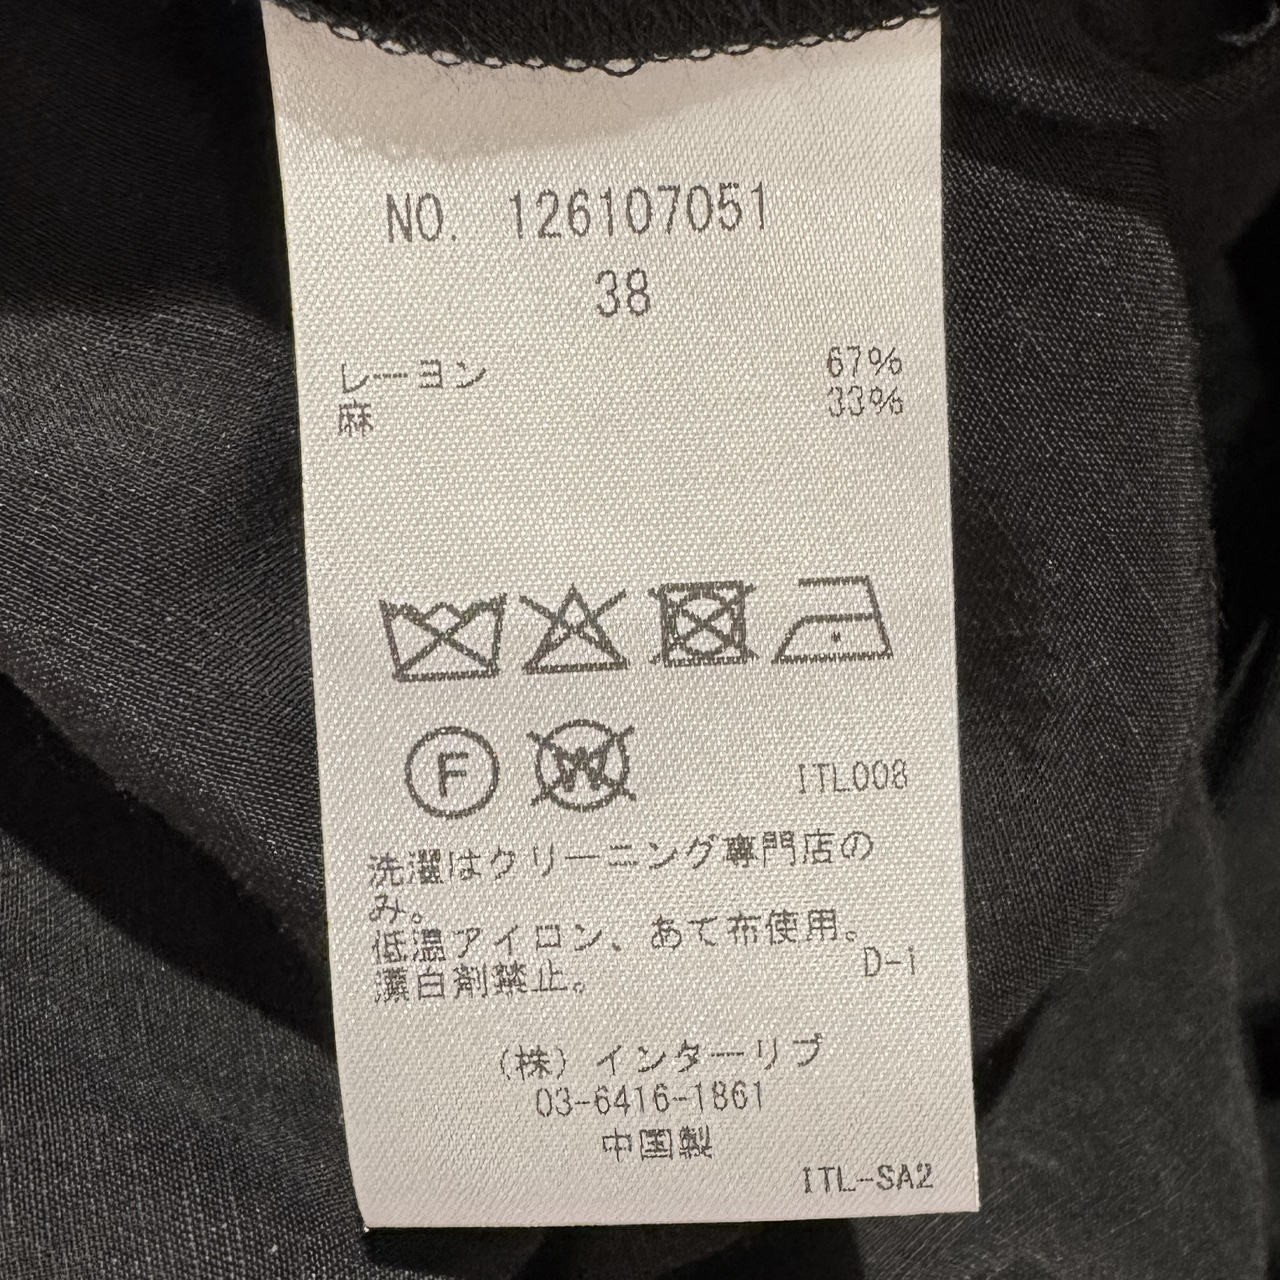 NO. 126107051
38
レーヨン 67%
麻 33%
F
W
ITL008
洗濯はクリーニング専門店の
み。
低温アイロン、あて布使用。
漂白剤禁止。 D-i
(株)インターリブ
03-6416-1861
中国製
ITL-SA2